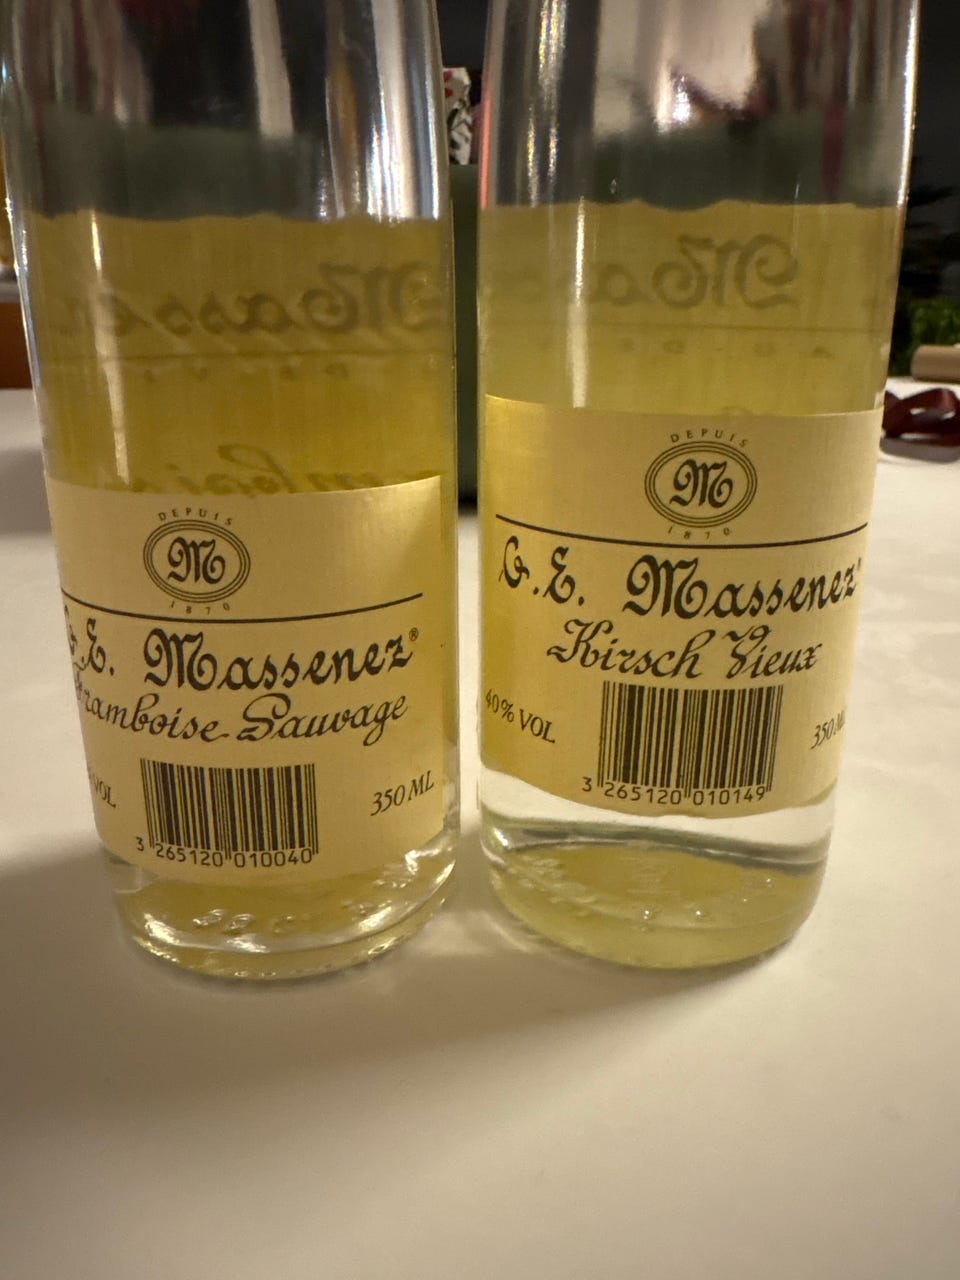 DEPUIS
M
1870
G.E. Massenez®
Framboise Sauvage
VOL
350 ML
3 265120 010040
DEPUIS
M
1870
G.E. Massenez
Kirsch Vieux
40% VOL
350 ML
3 265120 010149